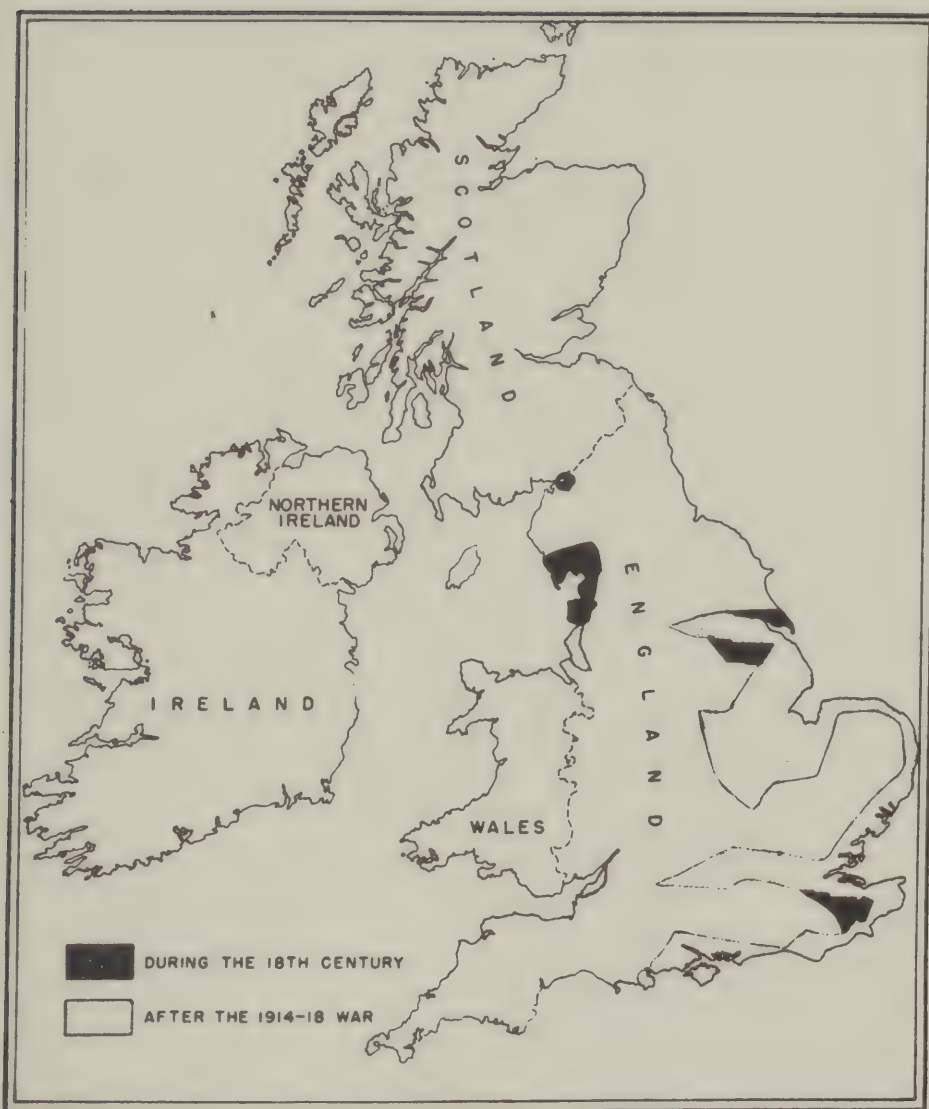 SCOTLAND
NORTHERN
IRELAND
ENGLAND
IRELAND
WALES
DURING THE 18TH CENTURY
AFTER THE 1914-18 WAR